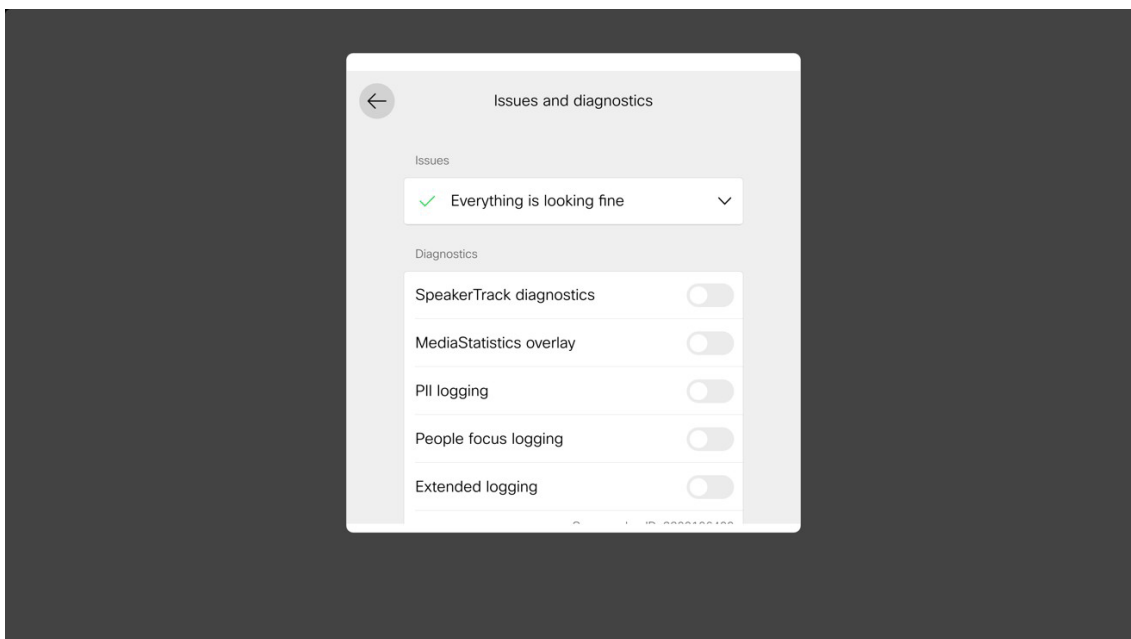 Issues and diagnostics
Issues
Everything is looking fine
Diagnostics
SpeakerTrack diagnostics
MediaStatistics overlay
PII logging
People focus logging
Extended logging